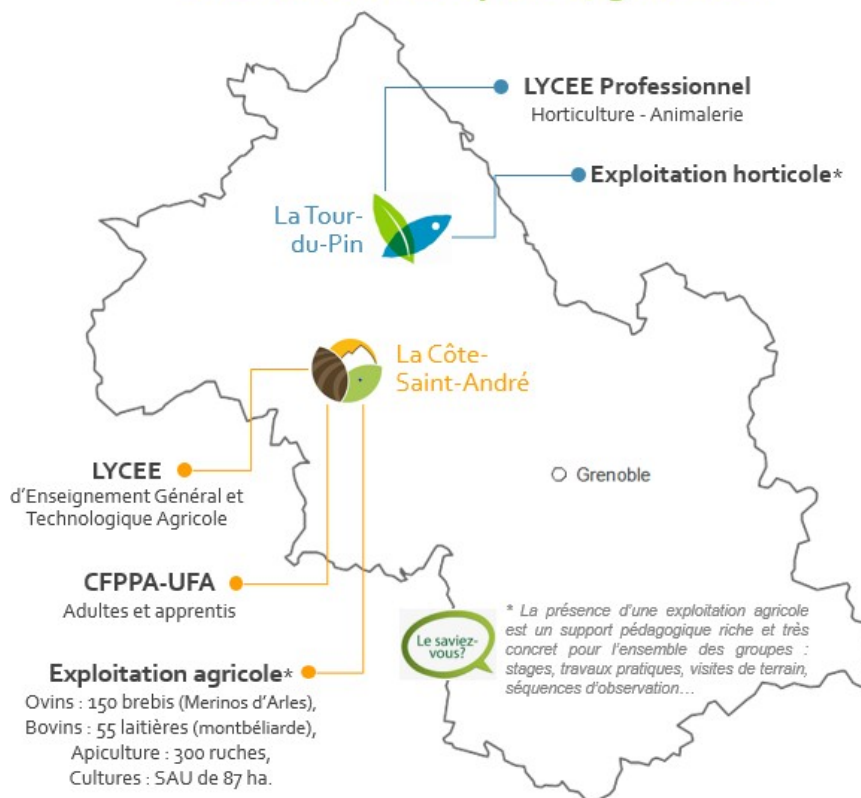 LYCEE Professionnel
Horticulture - Animalerie
Exploitation horticole*
La Tour-
du-Pin
La Côte-
Saint-André
LYCEE
d'Enseignement Général et
Technologique Agricole
Grenoble
CFPPA-UFA
Adultes et apprentis
Le saviez-
vous?
* La présence d'une exploitation agricole
est un support pédagogique riche et très
concret pour l'ensemble des groupes :
stages, travaux pratiques, visites de terrain,
séquences d'observation...
Exploitation agricole*
Ovins : 150 brebis (Merinos d'Arles),
Bovins : 55 laitières (montbéliarde),
Apiculture : 300 ruches,
Cultures : SAU de 87 ha.